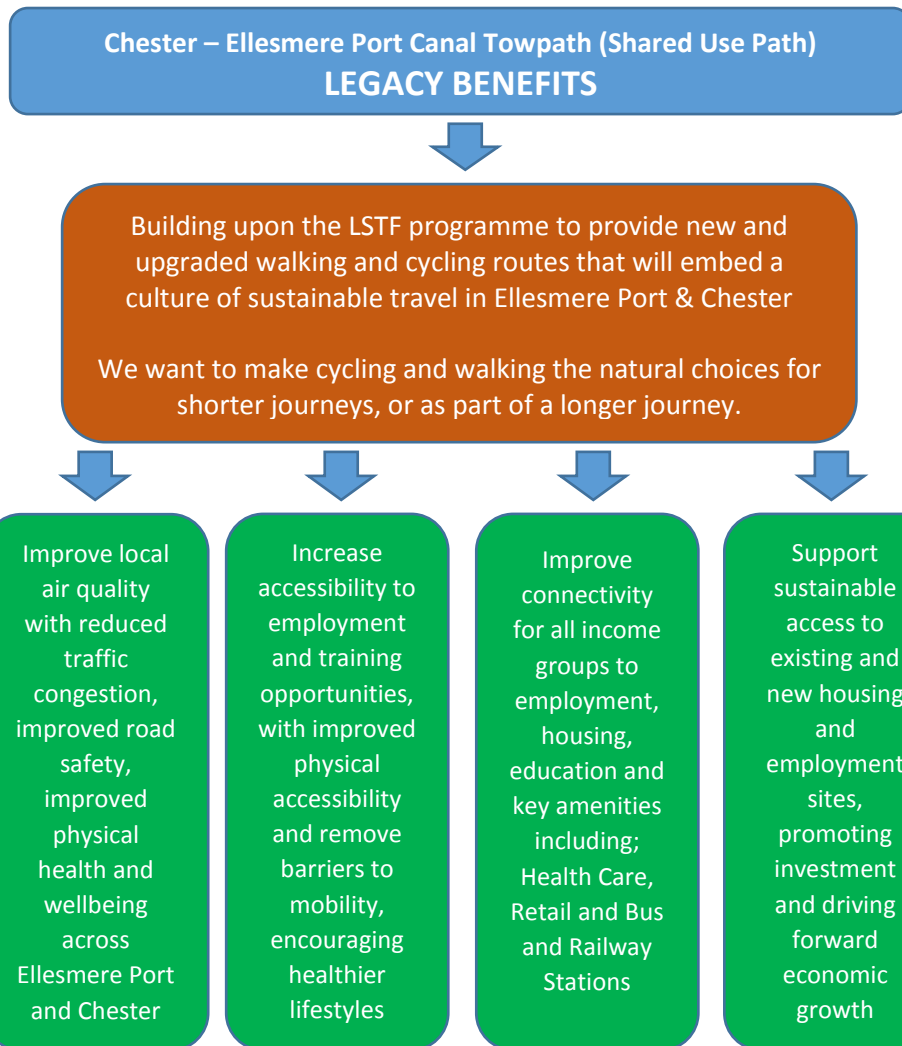 Chester – Ellesmere Port Canal Towpath (Shared Use Path)
LEGACY BENEFITS
Building upon the LSTF programme to provide new and
upgraded walking and cycling routes that will embed a
culture of sustainable travel in Ellesmere Port & Chester
We want to make cycling and walking the natural choices for
shorter journeys, or as part of a longer journey.
Improve local
air quality
with reduced
traffic
congestion,
improved road
safety,
improved
physical
health and
wellbeing
across
Ellesmere Port
and Chester
Increase
accessibility to
employment
and training
opportunities,
with improved
physical
accessibility
and remove
barriers to
mobility,
encouraging
healthier
lifestyles
Improve
connectivity
for all income
groups to
employment,
housing,
education and
key amenities
including;
Health Care,
Retail and Bus
and Railway
Stations
Support
sustainable
access to
existing and
new housing
and
employment
sites,
promoting
investment
and driving
forward
economic
growth